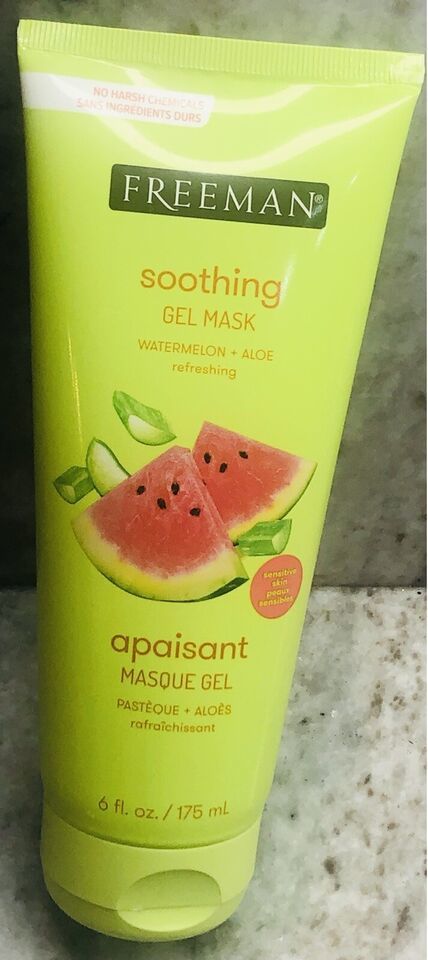 NO HARSH CHEMICALS
SANS INGRÉDIENTS DURS
FREEMAN®
soothing
GEL MASK
WATERMELON + ALOE
refreshing
sensitive
skin
peaux
sensibles
apaisant
MASQUE GEL
PASTÈQUE + ALOÈS
rafraîchissant
6 fl. oz. / 175 mL